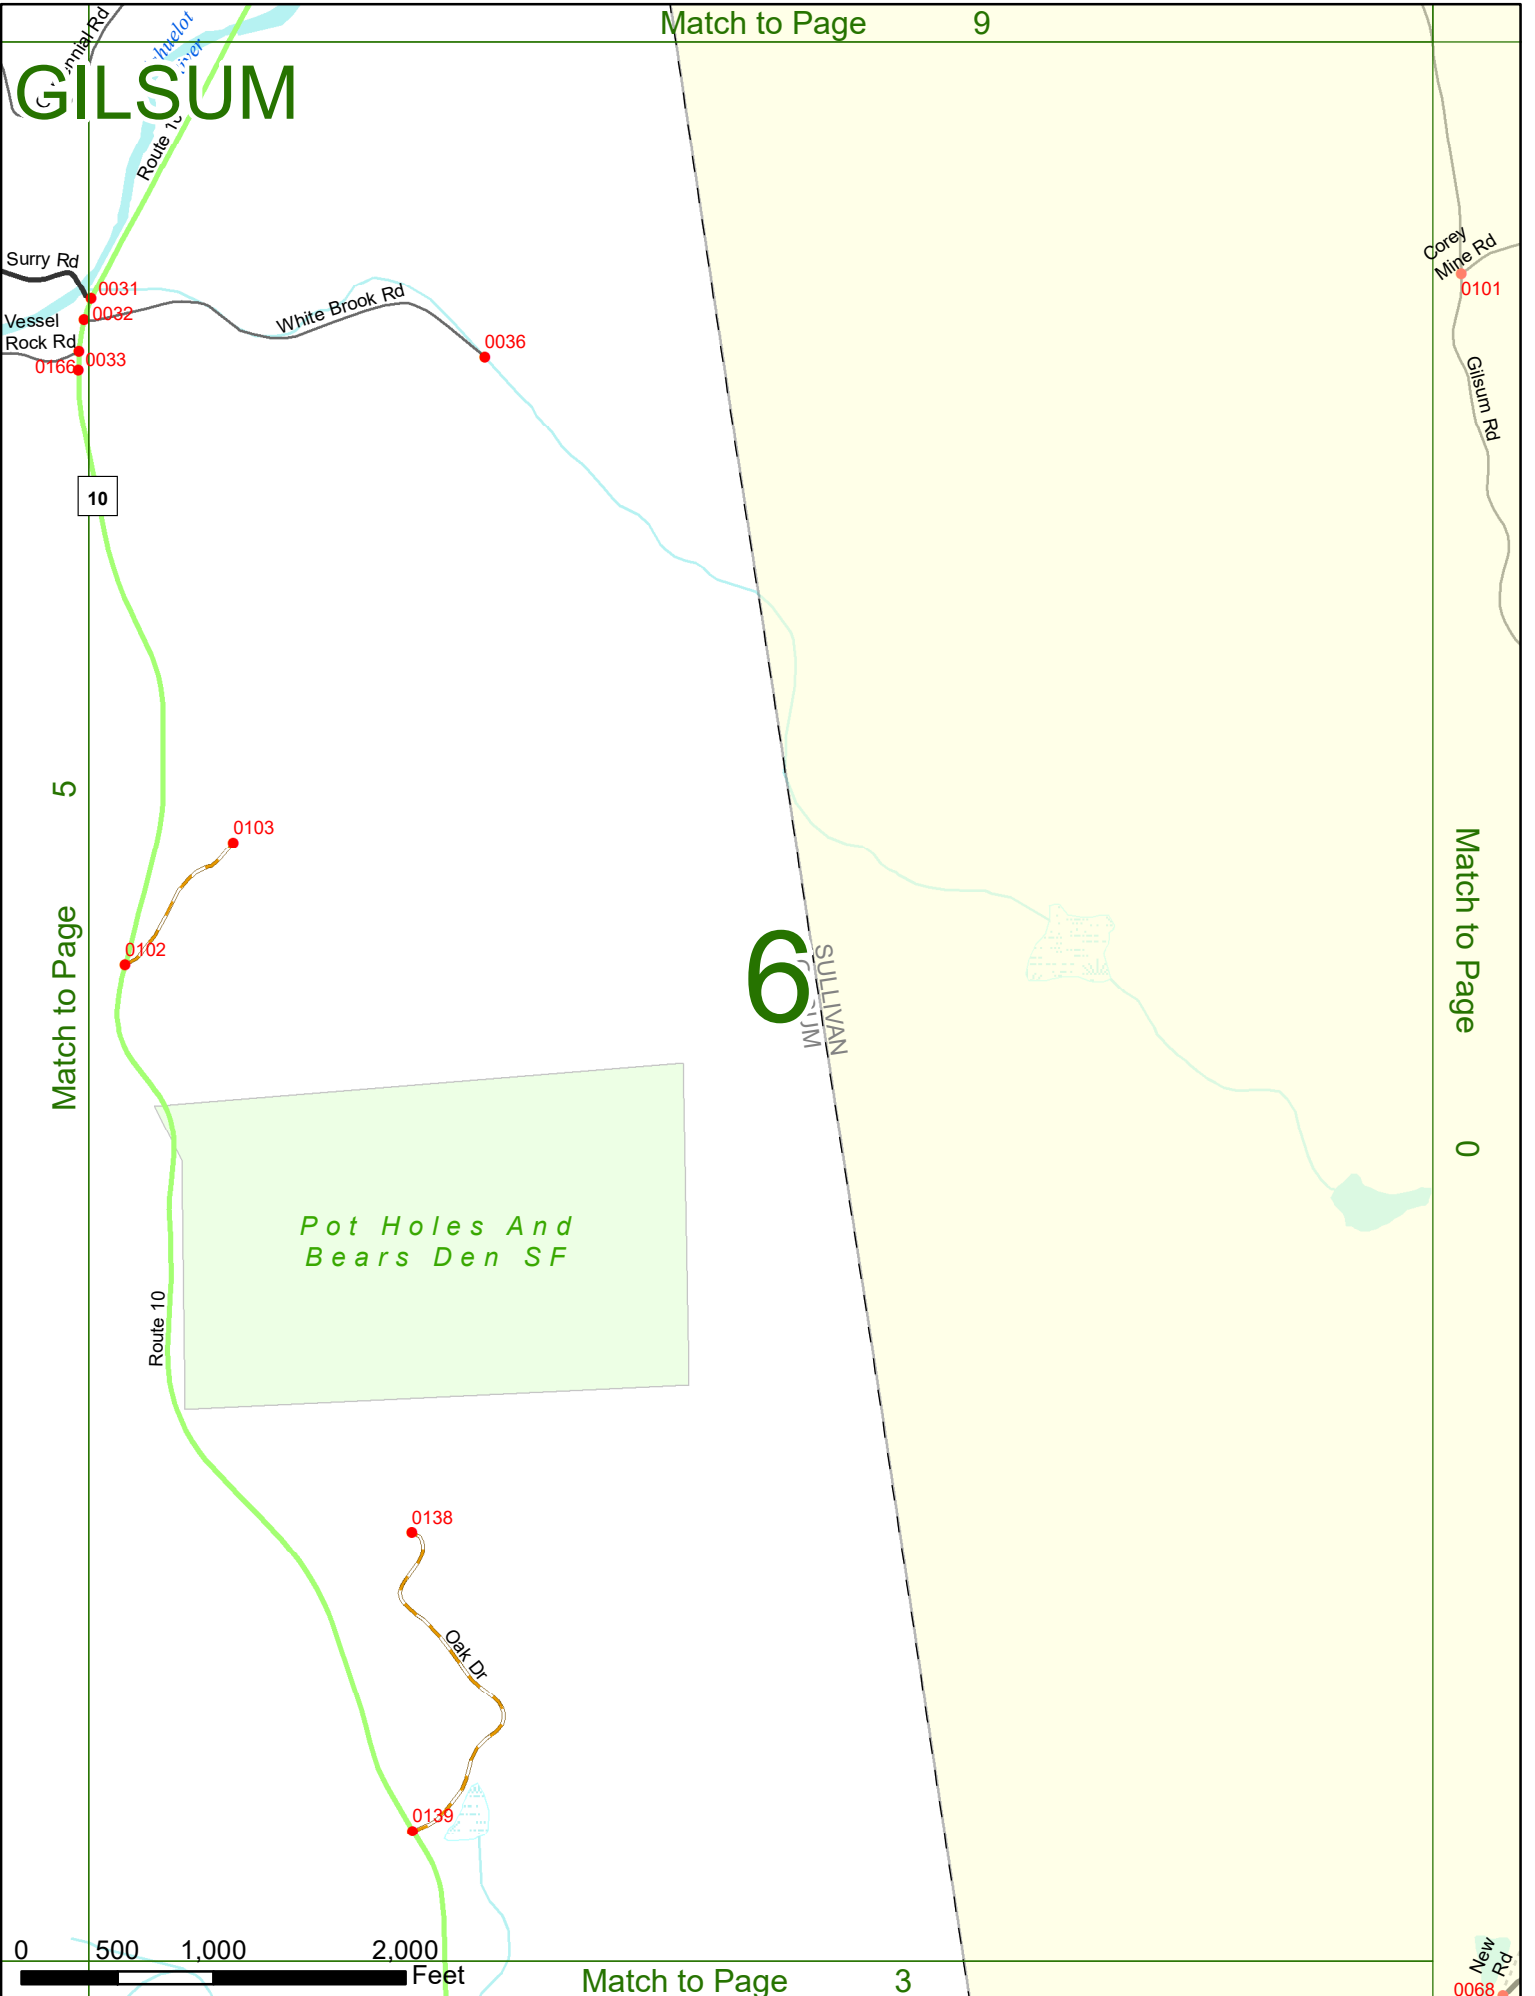 Match to Page 9
GILSUM
Route 10
Surry Rd
0031
0032
Vessel
Rock Rd
0033
0166
White Brook Rd
0036
Corey
Mine Rd
0101
Gilsum Rd
10
Match to Page 5
0103
0102
6
SULLIVAN
Match to Page 0
Pot Holes And
Bears Den SF
Route 10
0138
Oak Dr
0139
0 500 1,000 2,000
Feet
Match to Page 3
New
Rd
0068